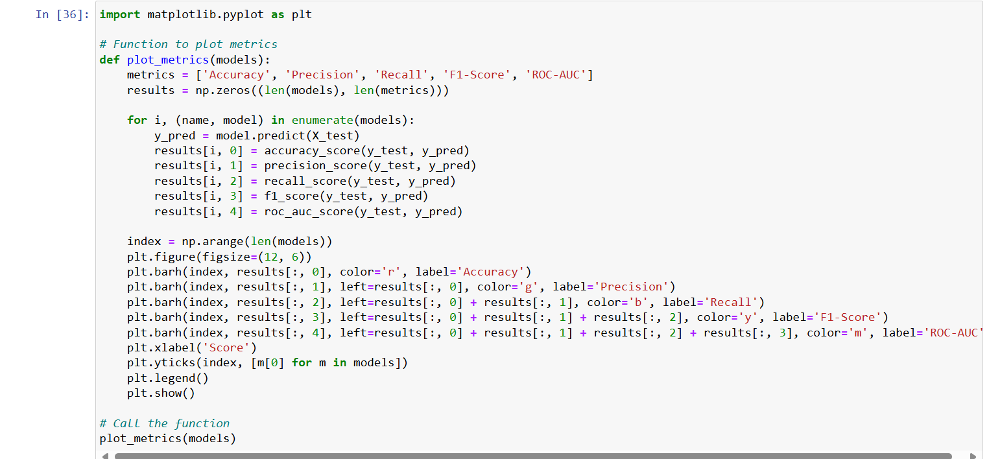 In [36]: import matplotlib.pyplot as plt
# Function to plot metrics
def plot_metrics(models):
    metrics = ['Accuracy', 'Precision', 'Recall', 'F1-Score', 'ROC-AUC']
    results = np.zeros((len(models), len(metrics)))
    for i, (name, model) in enumerate(models):
        y_pred = model.predict(X_test)
        results[i, 0] = accuracy_score(y_test, y_pred)
        results[i, 1] = precision_score(y_test, y_pred)
        results[i, 2] = recall_score(y_test, y_pred)
        results[i, 3] = f1_score(y_test, y_pred)
        results[i, 4] = roc_auc_score(y_test, y_pred)
    index = np.arange(len(models))
    plt.figure(figsize=(12, 6))
    plt.barh(index, results[:, 0], color='r', label='Accuracy')
    plt.barh(index, results[:, 1], left=results[:, 0], color='g', label='Precision')
    plt.barh(index, results[:, 2], left=results[:, 0] + results[:, 1], color='b', label='Recall')
    plt.barh(index, results[:, 3], left=results[:, 0] + results[:, 1] + results[:, 2], color='y', label='F1-Score')
    plt.barh(index, results[:, 4], left=results[:, 0] + results[:, 1] + results[:, 2] + results[:, 3], color='m', label='ROC-AUC'
    plt.xlabel('Score')
    plt.yticks(index, [m[0] for m in models])
    plt.legend()
    plt.show()
# Call the function
plot_metrics(models)